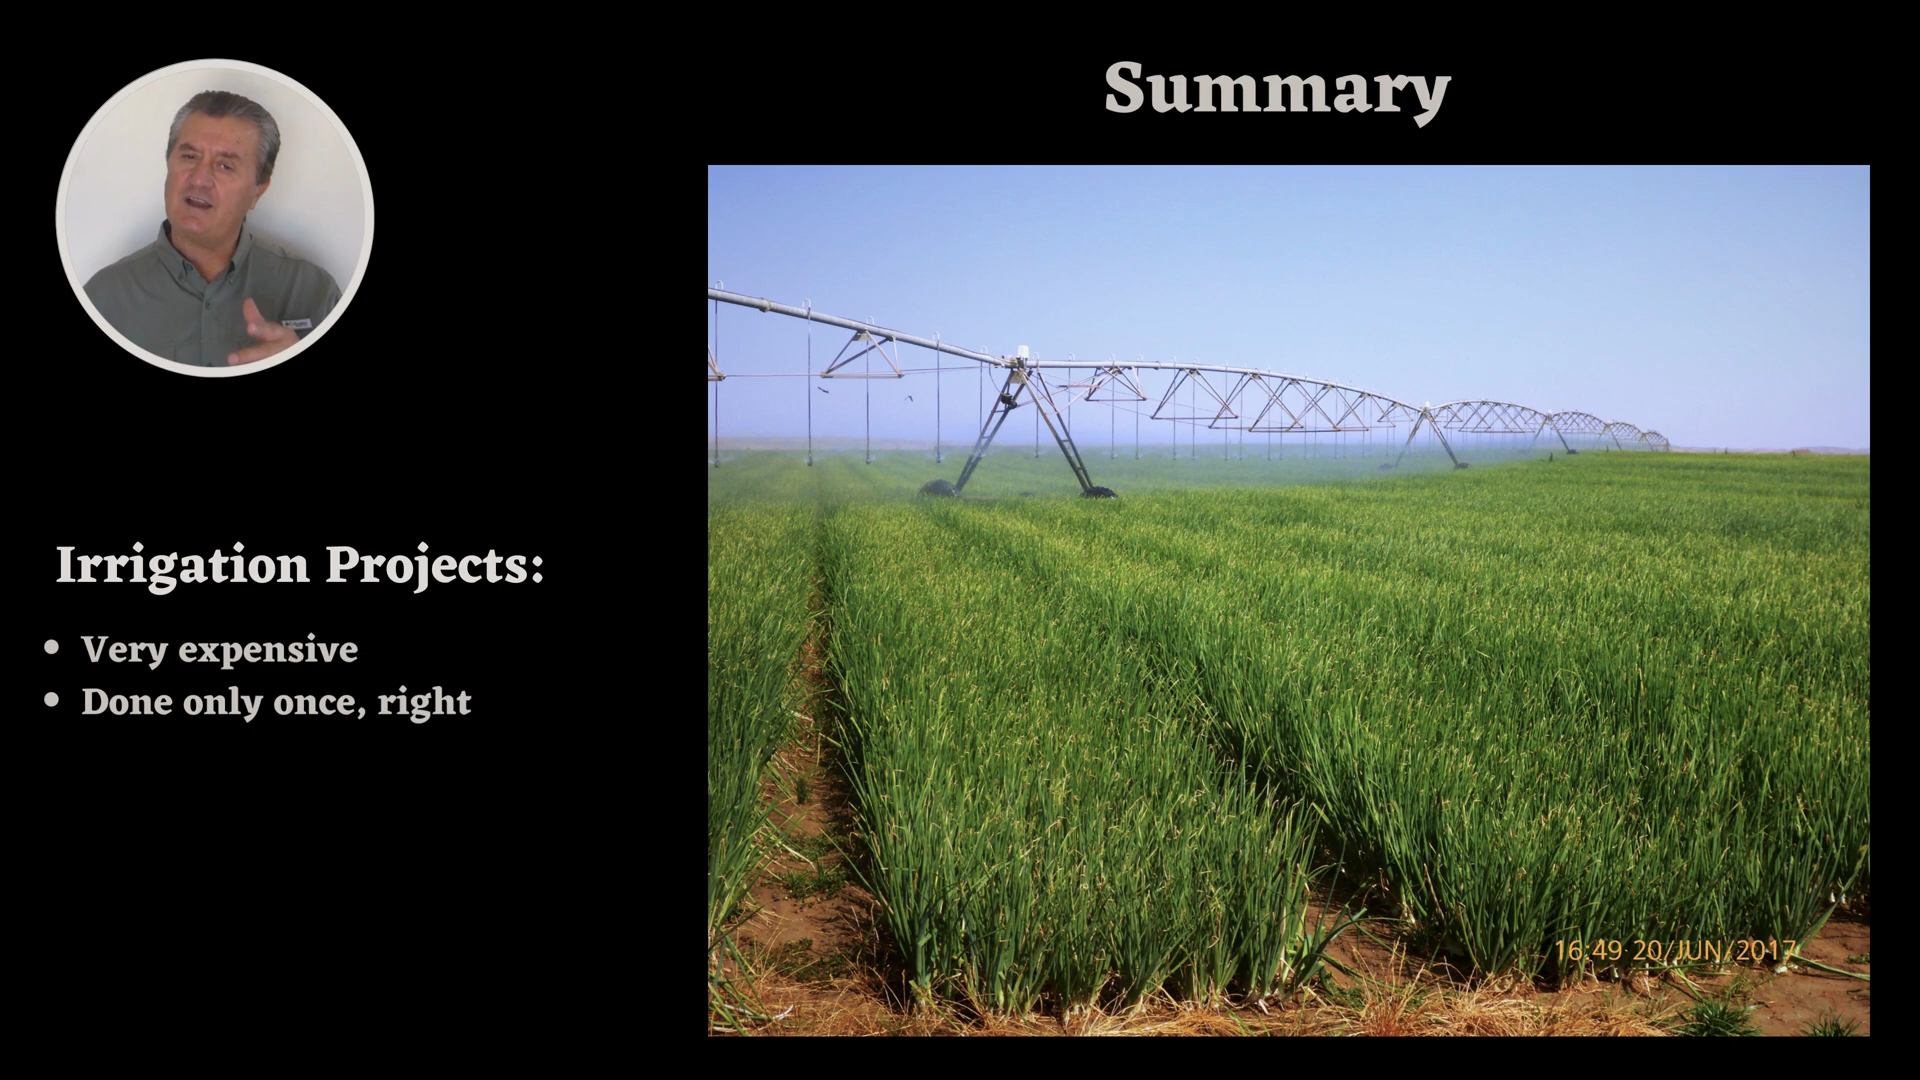 Summary
Irrigation Projects:
• Very expensive
• Done only once, right
16:49 20/JUN/2017